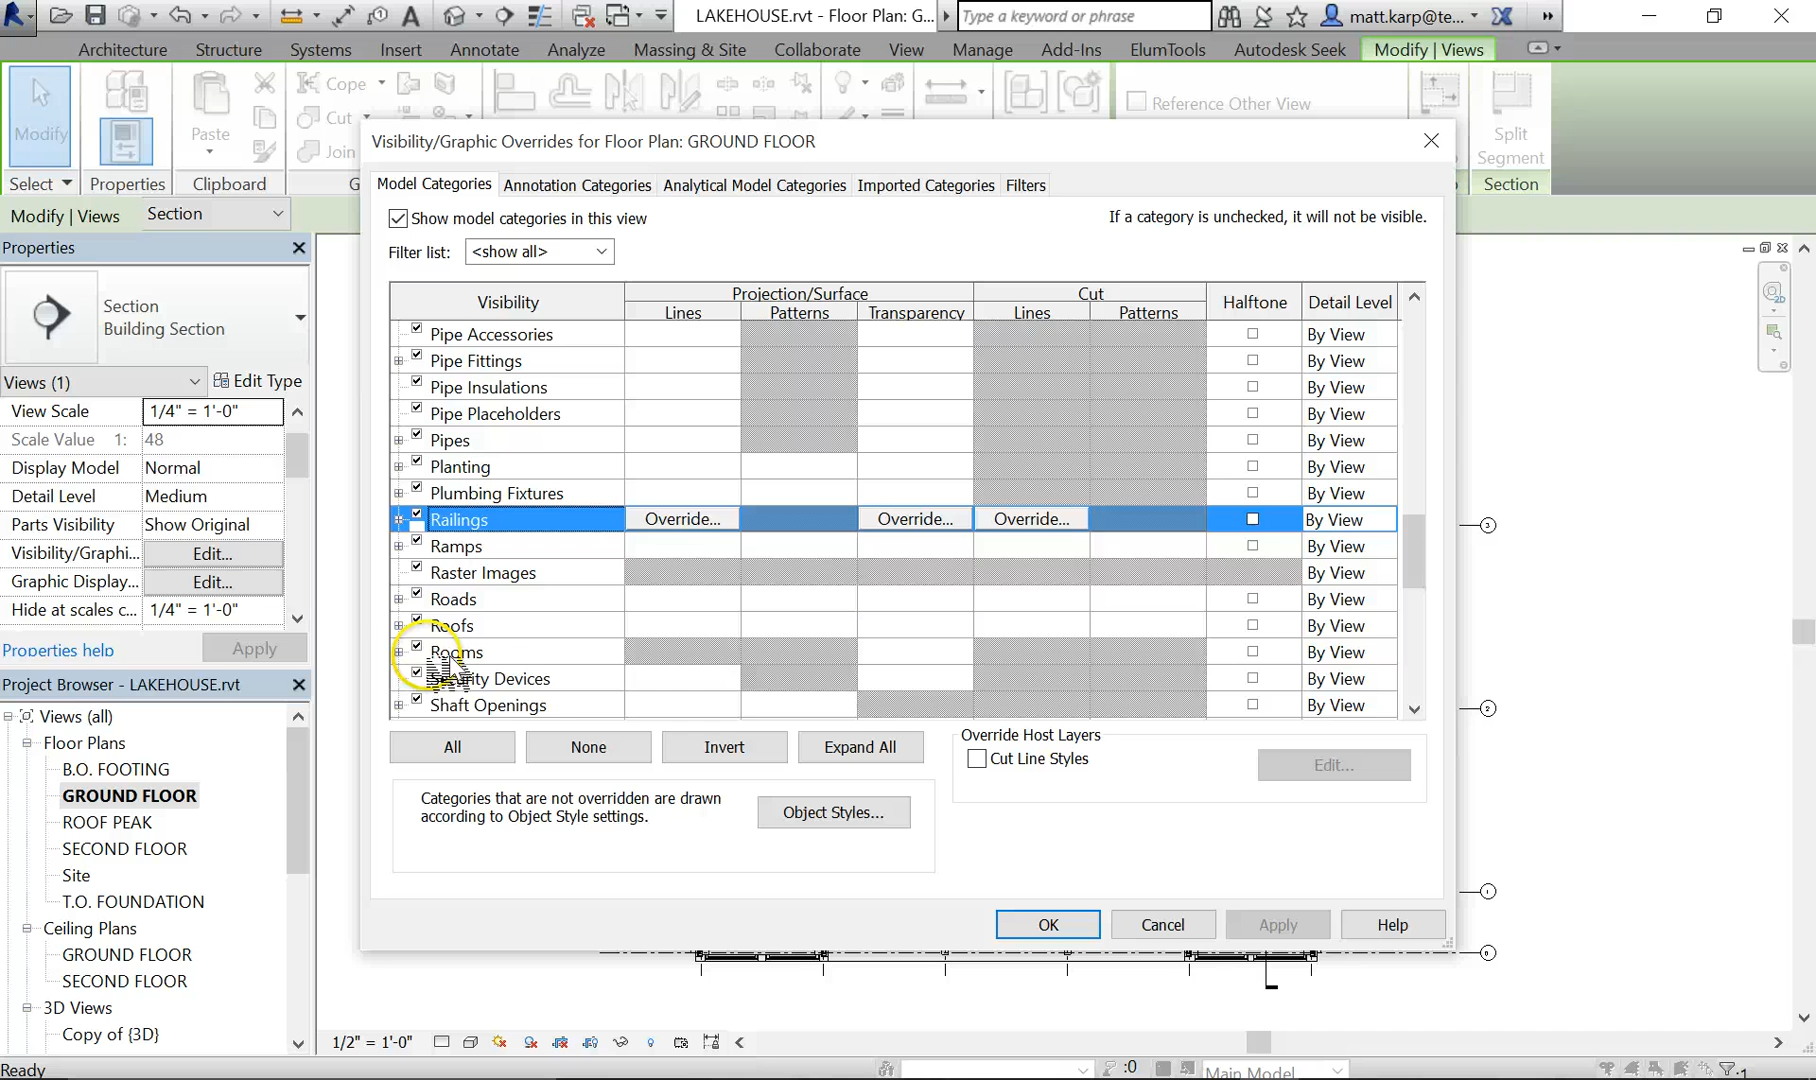 LAKEHOUSE.rvt - Floor Plan: G...
Type a keyword or phrase
matt.karp@te...
Architecture Structure Systems Insert Annotate Analyze Massing & Site Collaborate View Manage Add-Ins ElumTools Autodesk Seek Modify | Views
Modify
Paste
Cope
Cut
Join
Reference Other View
Split Segment
Select Properties Clipboard G Section
Modify | Views Section
Properties
Section
Building Section
Views (1) Edit Type
View Scale 1/4" = 1'-0"
Scale Value 1: 48
Display Model Normal
Detail Level Medium
Parts Visibility Show Original
Visibility/Graphi... Edit...
Graphic Display... Edit...
Hide at scales c... 1/4" = 1'-0"
Properties help Apply
Project Browser - LAKEHOUSE.rvt
Views (all)
Floor Plans
B.O. FOOTING
GROUND FLOOR
ROOF PEAK
SECOND FLOOR
Site
T.O. FOUNDATION
Ceiling Plans
GROUND FLOOR
SECOND FLOOR
3D Views
Copy of {3D}
Visibility/Graphic Overrides for Floor Plan: GROUND FLOOR
Model Categories Annotation Categories Analytical Model Categories Imported Categories Filters
Show model categories in this view
If a category is unchecked, it will not be visible.
Filter list: <show all>
Visibility Projection/Surface Cut Halftone Detail Level
Lines Patterns Transparency Lines Patterns
Pipe Accessories By View
Pipe Fittings By View
Pipe Insulations By View
Pipe Placeholders By View
Pipes By View
Planting By View
Plumbing Fixtures By View
Railings Override... Override... Override... By View
Ramps By View
Raster Images By View
Roads By View
Roofs By View
Rooms By View
Security Devices By View
Shaft Openings By View
All None Invert Expand All
Override Host Layers
Cut Line Styles Edit...
Categories that are not overridden are drawn
according to Object Style settings.
Object Styles...
OK Cancel Apply Help
3
2
1
1/2" = 1'-0"
Ready
:0
Main Model
:1